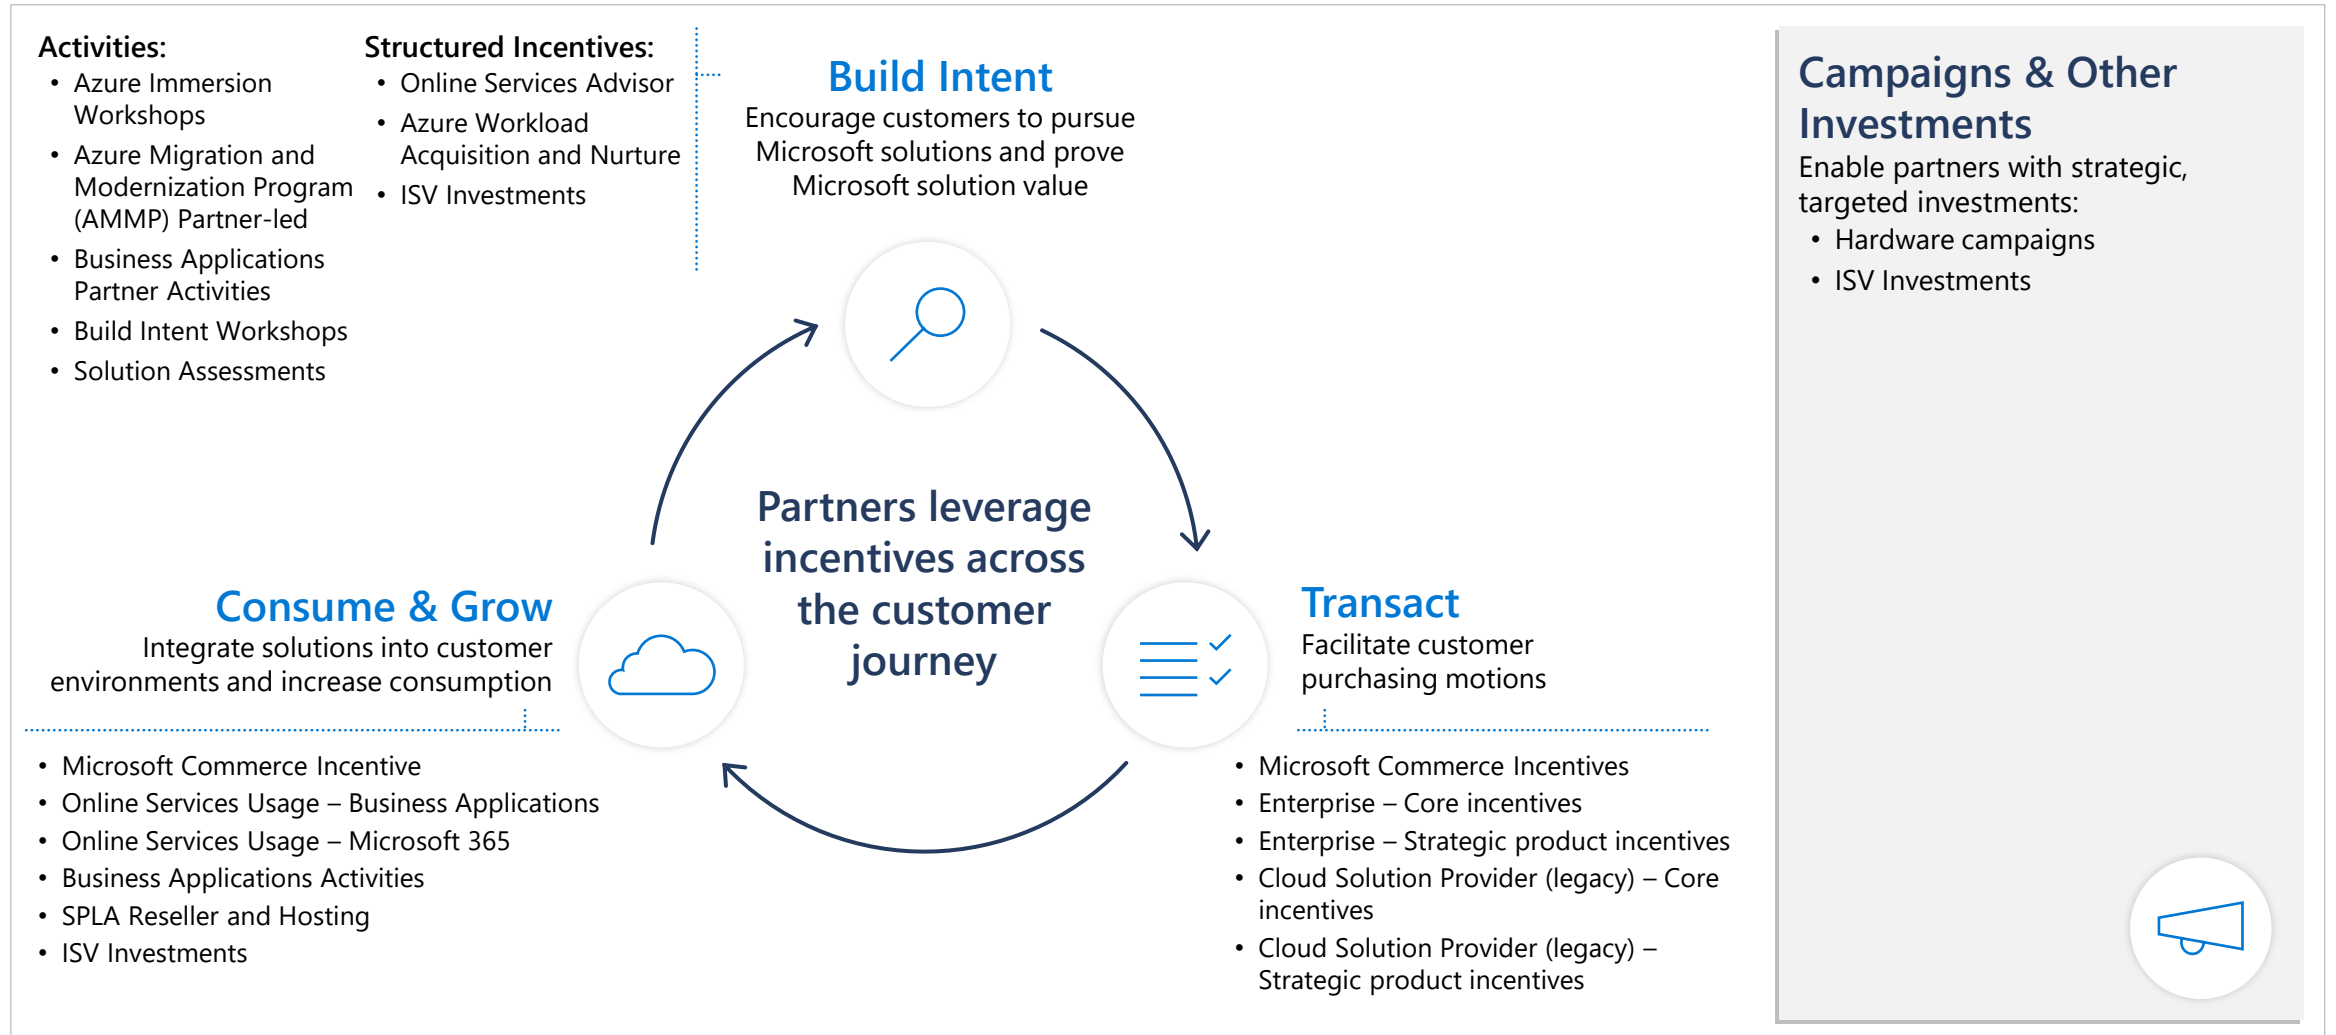 Activities:
• Azure Immersion
Workshops
• Azure Migration and
Modernization Program
(AMMP) Partner-led
• Business Applications
Partner Activities
• Build Intent Workshops
• Solution Assessments
Structured Incentives:
• Online Services Advisor
• Azure Workload
Acquisition and Nurture
• ISV Investments
Build Intent
Encourage customers to pursue
Microsoft solutions and prove
Microsoft solution value
Partners leverage
incentives across
the customer
journey
Consume & Grow
Integrate solutions into customer
environments and increase consumption
• Microsoft Commerce Incentive
• Online Services Usage – Business Applications
• Online Services Usage – Microsoft 365
• Business Applications Activities
• SPLA Reseller and Hosting
• ISV Investments
Transact
Facilitate customer
purchasing motions
• Microsoft Commerce Incentives
• Enterprise – Core incentives
• Enterprise – Strategic product incentives
• Cloud Solution Provider (legacy) – Core
incentives
• Cloud Solution Provider (legacy) –
Strategic product incentives
Campaigns & Other
Investments
Enable partners with strategic,
targeted investments:
• Hardware campaigns
• ISV Investments